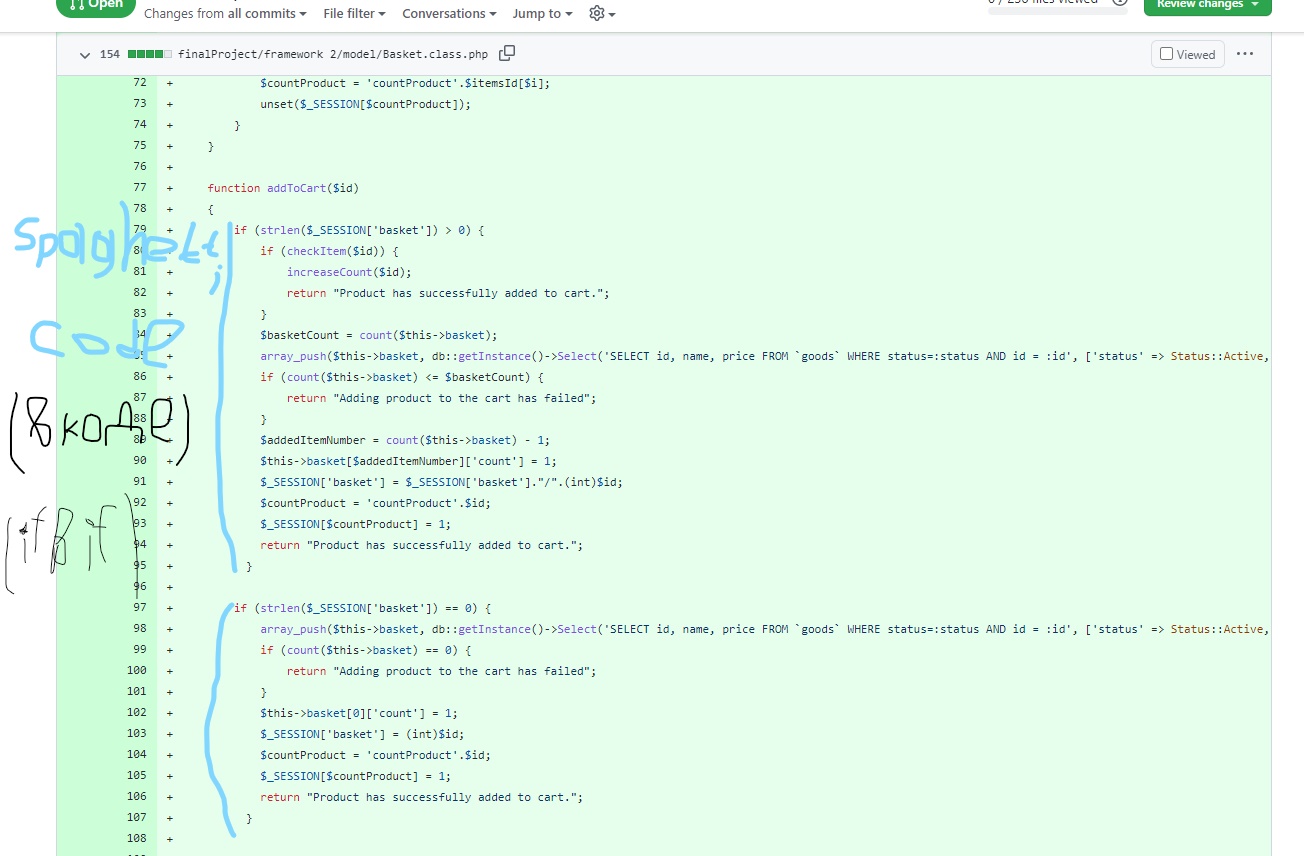 Open
Changes from all commits
File filter
Conversations
Jump to
Review changes
154 finalProject/framework 2/model/Basket.class.php
Viewed
72 + $countProduct = 'countProduct'.$itemsId[$i];
73 + unset($_SESSION[$countProduct]);
74 + }
75 + }
76 +
77 + function addToCart($id)
78 + {
79 if (strlen($_SESSION['basket']) > 0) {
80 + if (checkItem($id)) {
81 + increaseCount($id);
82 + return "Product has successfully added to cart.";
83 + }
84 + $basketCount = count($this->basket);
85 + array_push($this->basket, db::getInstance()->Select('SELECT id, name, price FROM `goods` WHERE status=:status AND id = :id', ['status' => Status::Active,
86 + if (count($this->basket) <= $basketCount) {
87 + return "Adding product to the cart has failed";
88 + }
89 + $addedItemNumber = count($this->basket) - 1;
90 + $this->basket[$addedItemNumber]['count'] = 1;
91 + $_SESSION['basket'] = $_SESSION['basket']."/".(int)$id;
92 + $countProduct = 'countProduct'.$id;
93 + $_SESSION[$countProduct] = 1;
94 + return "Product has successfully added to cart.";
95 + }
96 +
97 + if (strlen($_SESSION['basket']) == 0) {
98 + array_push($this->basket, db::getInstance()->Select('SELECT id, name, price FROM `goods` WHERE status=:status AND id = :id', ['status' => Status::Active,
99 + if (count($this->basket) == 0) {
100 + return "Adding product to the cart has failed";
101 + }
102 + $this->basket[0]['count'] = 1;
103 + $_SESSION['basket'] = (int)$id;
104 + $countProduct = 'countProduct'.$id;
105 + $_SESSION[$countProduct] = 1;
106 + return "Product has successfully added to cart.";
107 + }
108 +
Spaghetti
code
(в коде)
(if в if)